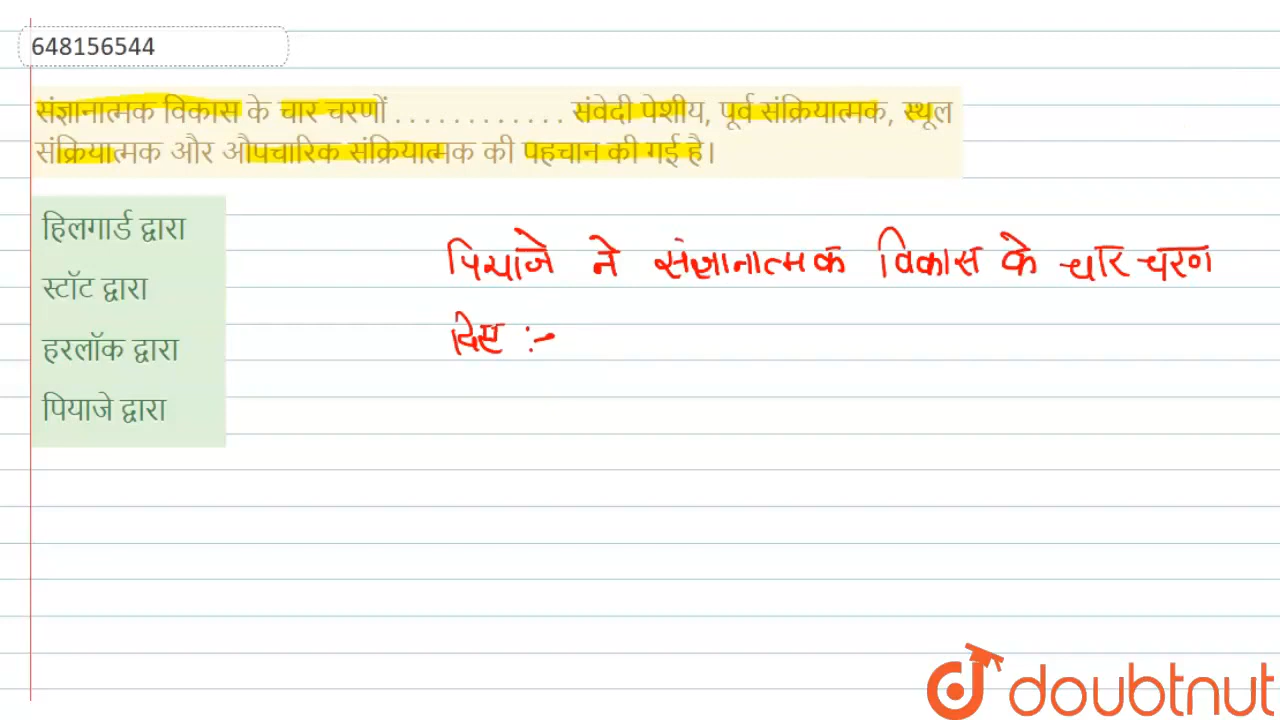 648156544
संज्ञानात्मक विकास के चार चरणों . . . . . . . . . . . . संवेदी पेशीय, पूर्व संक्रियात्मक, स्थूल
संक्रियात्मक और औपचारिक संक्रियात्मक की पहचान की गई है।
हिलगार्ड द्वारा
स्टॉट द्वारा
हरलॉक द्वारा
पियाजे द्वारा
पियाजे ने संज्ञानात्मक विकास के चार चरण
दिए :-
doubtnut